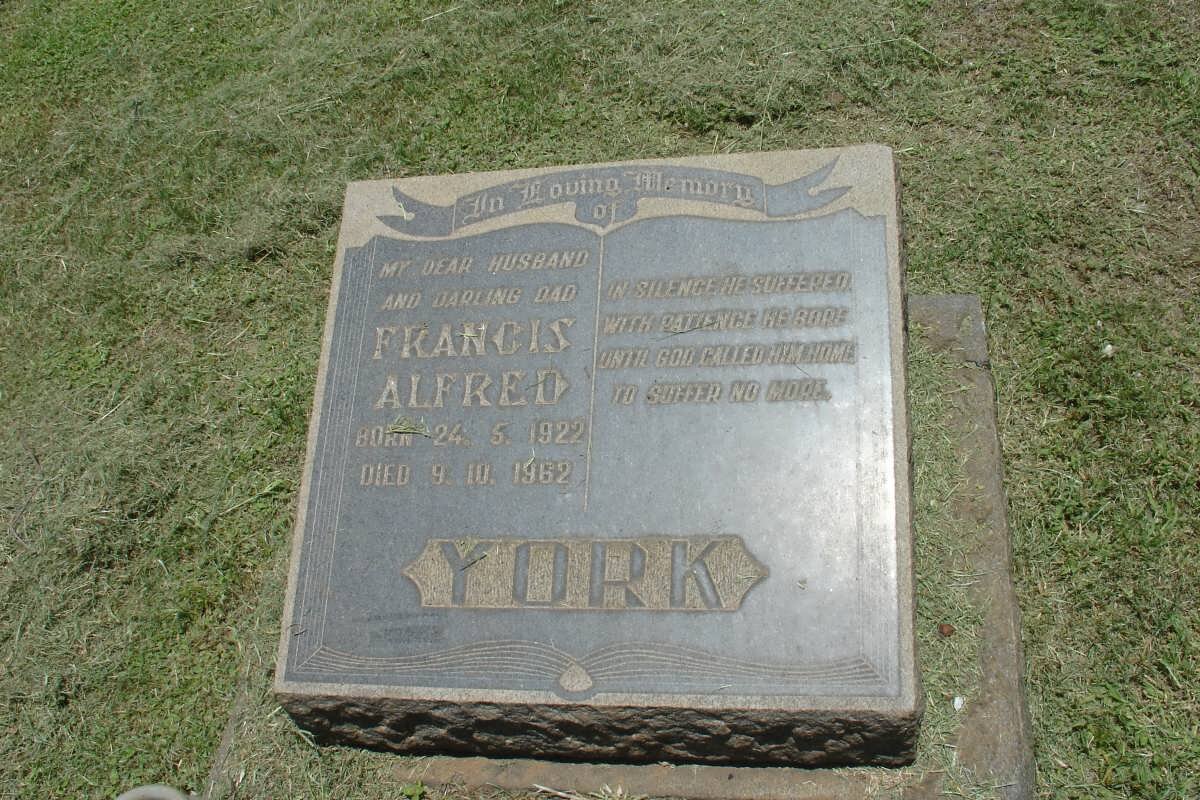 In Loving Memory
of
MY DEAR HUSBAND
AND DARLING DAD
FRANCIS
ALFRED
BORN 24. 5. 1922
DIED 9. 10. 1962
IN SILENCE HE SUFFERED,
WITH PATIENCE HE BORE
UNTIL GOD CALLED HIM HOME
TO SUFFER NO MORE.
YORK